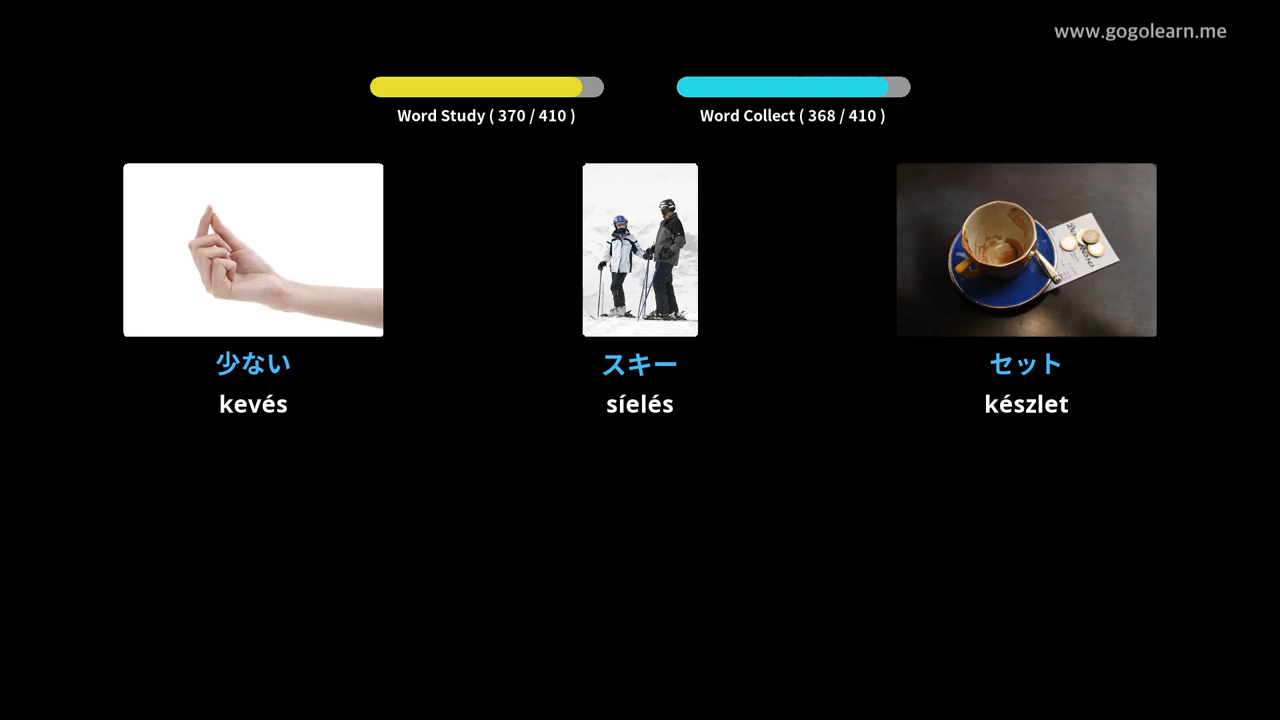 www.gogolearn.me
Word Study ( 370 / 410 )
Word Collect ( 368 / 410 )
少ない
スキー
セット
kevés
síelés
készlet